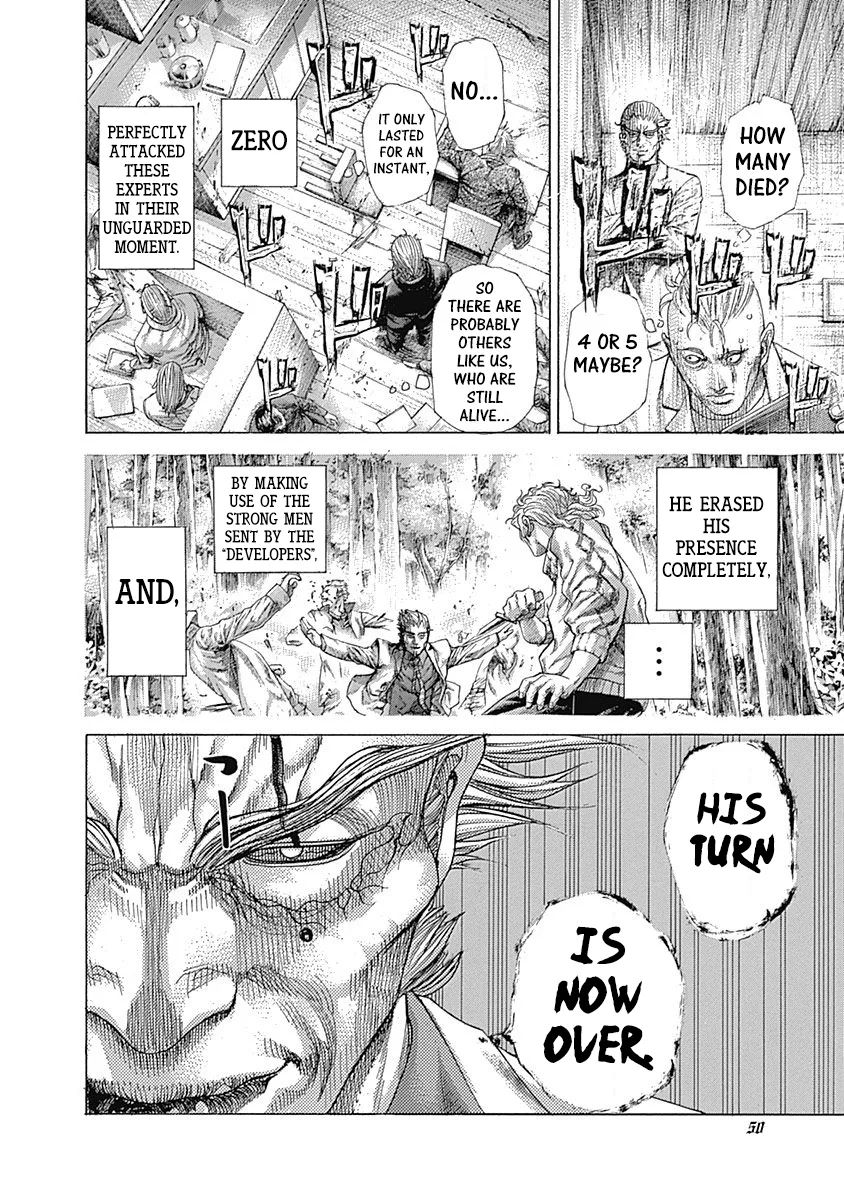 HOW
MANY
DIED?
4 OR 5
MAYBE?
NO...
IT ONLY
LASTED
FOR AN
INSTANT,
SO
THERE ARE
PROBABLY
OTHERS
LIKE US,
WHO ARE
STILL
ALIVE...
ZERO
PERFECTLY
ATTACKED
THESE
EXPERTS
IN THEIR
UNGUARDED
MOMENT.
HE ERASED
HIS
PRESENCE
COMPLETELY,
...
BY MAKING
USE OF THE
STRONG MEN
SENT BY THE
"DEVELOPERS",
AND,
HIS
TURN
IS
NOW
OVER.
50